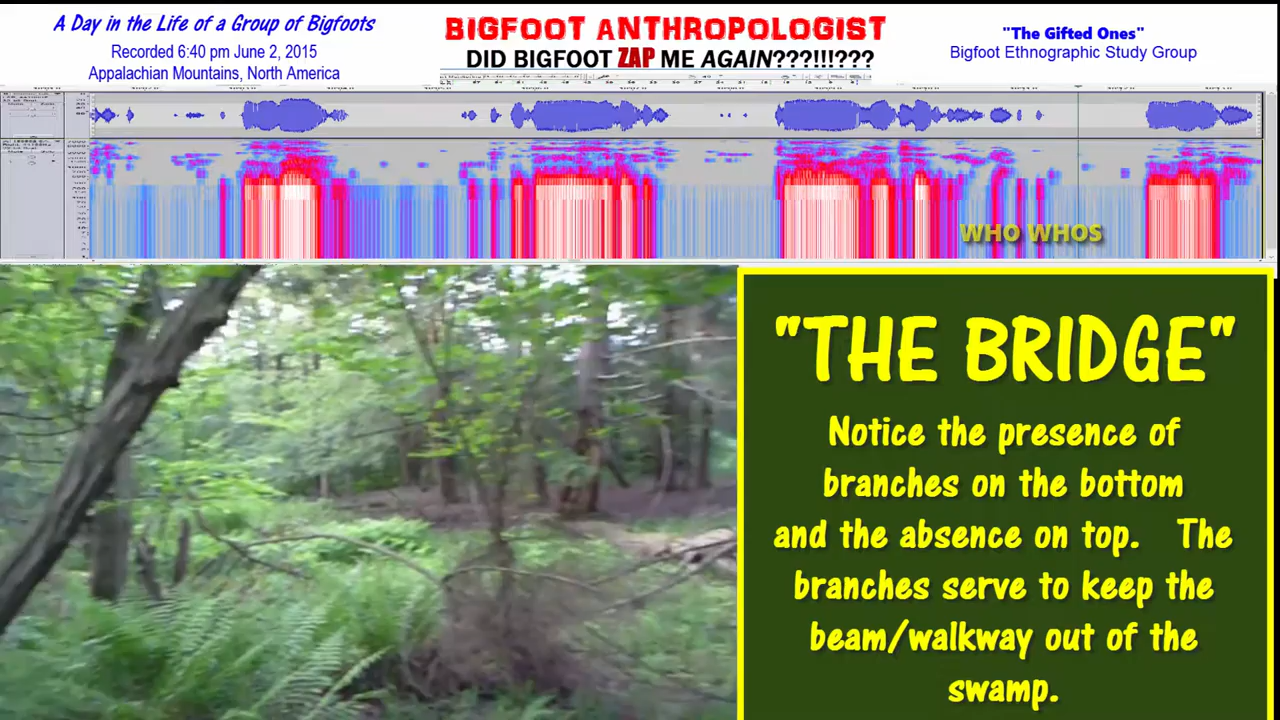 A Day in the Life of a Group of Bigfoots
Recorded 6:40 pm June 2, 2015
Appalachian Mountains, North America
BIGFOOT ANTHROPOLOGIST
DID BIGFOOT ZAP ME AGAIN???!!!???
"The Gifted Ones"
Bigfoot Ethnographic Study Group
WHO WHOS
"THE BRIDGE"
Notice the presence of
branches on the bottom
and the absence on top. The
branches serve to keep the
beam/walkway out of the
swamp.